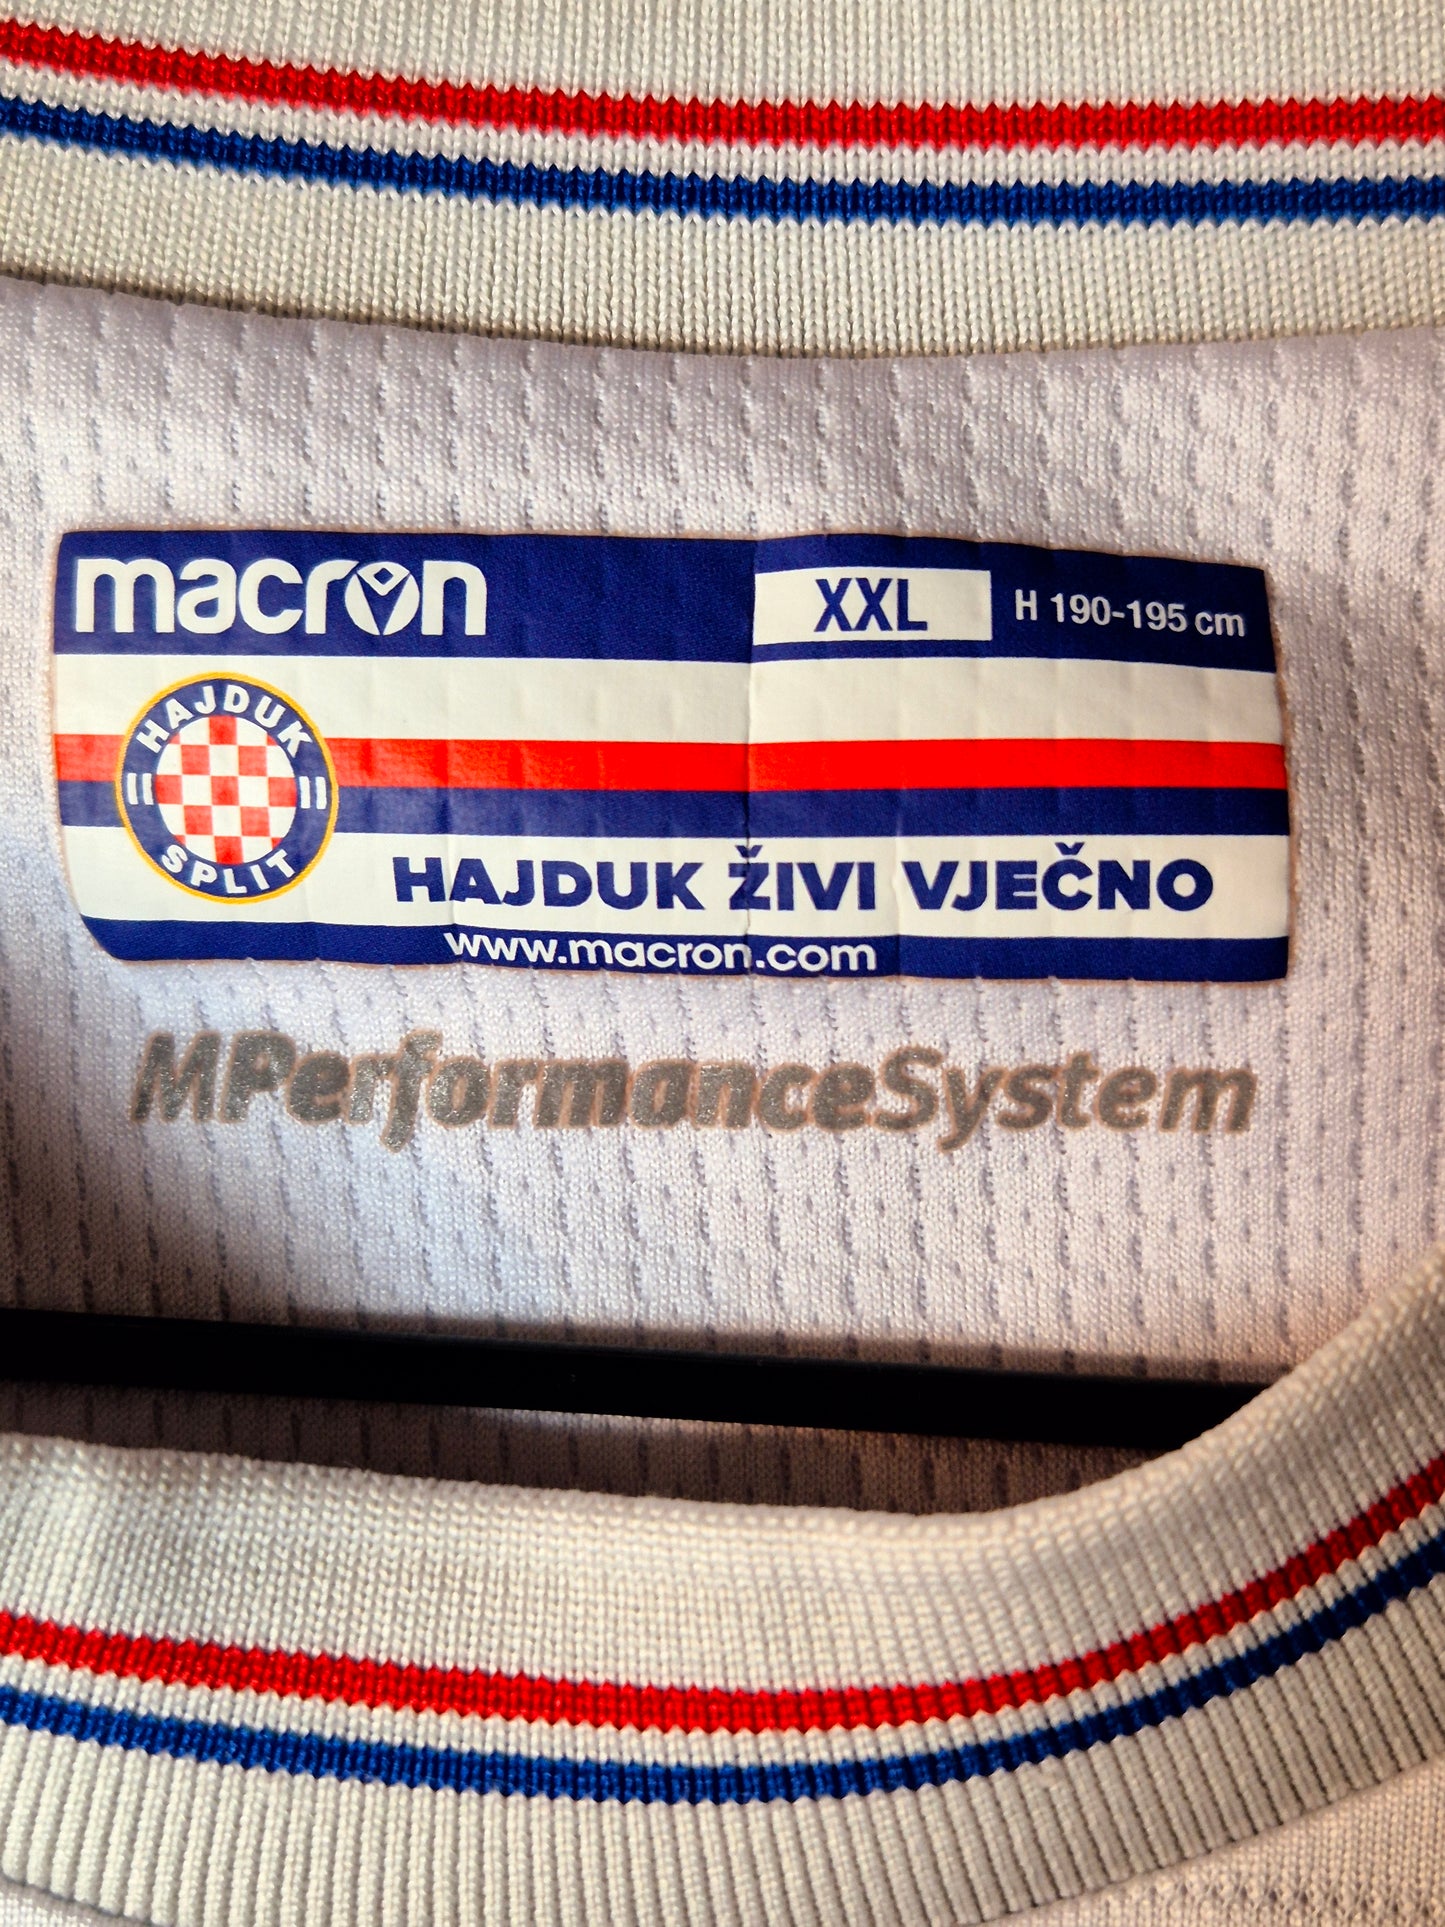 macron XXL H 190-195 cm
HAJDUK
SPLIT
HAJDUK ŽIVI VJEČNO
www.macron.com
MPerformanceSystem